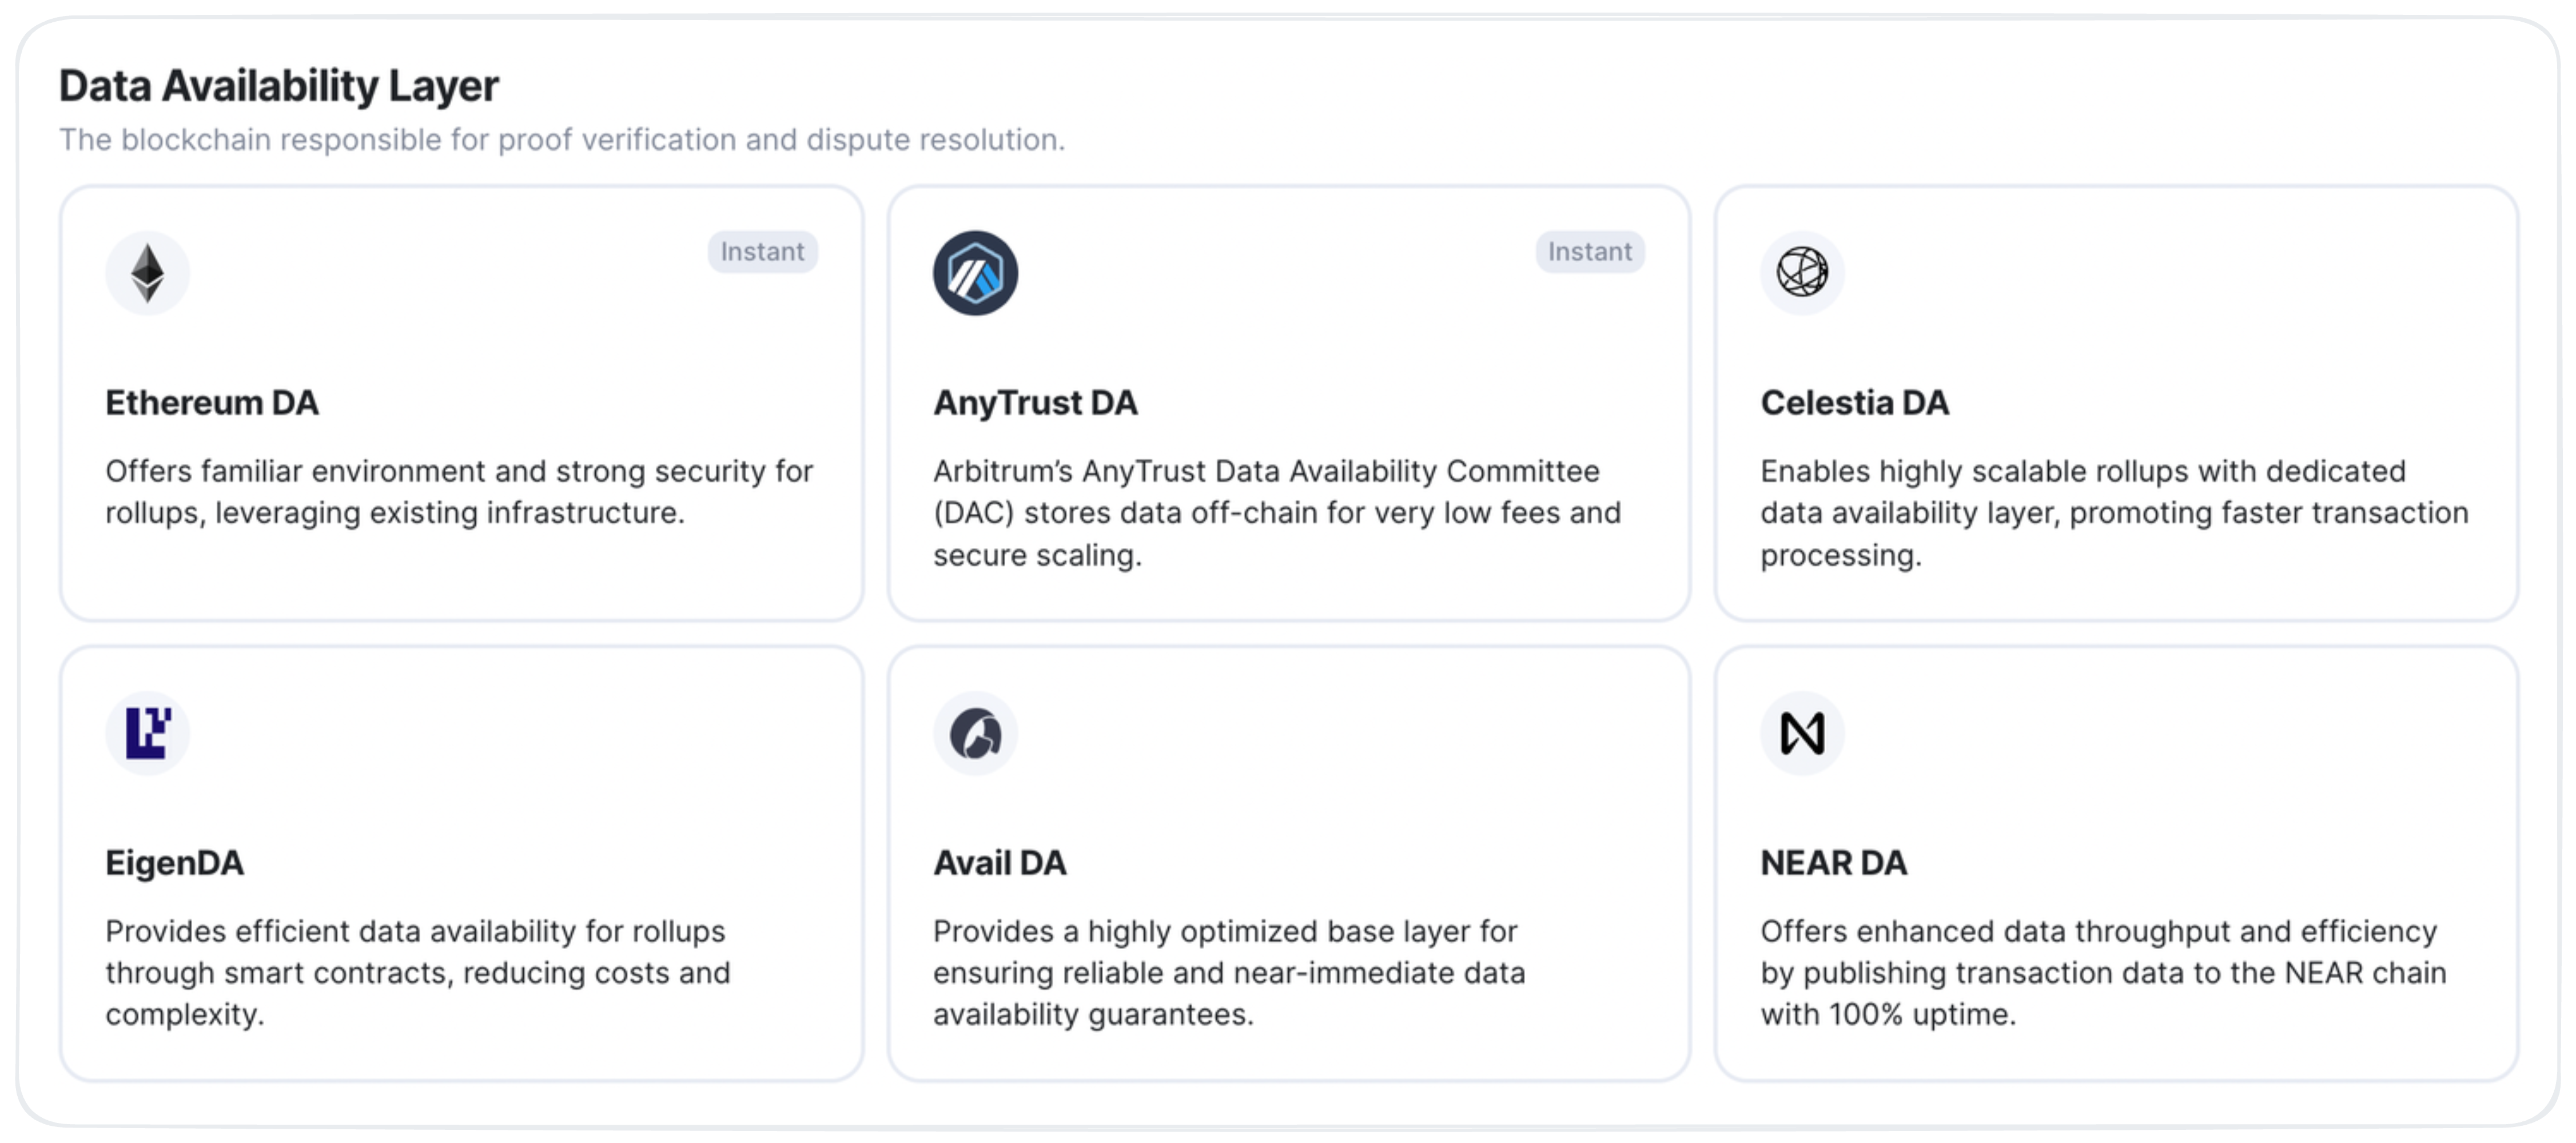 Data Availability Layer
The blockchain responsible for proof verification and dispute resolution.
Instant
Ethereum DA
Offers familiar environment and strong security for
rollups, leveraging existing infrastructure.
Instant
AnyTrust DA
Arbitrum’s AnyTrust Data Availability Committee
(DAC) stores data off-chain for very low fees and
secure scaling.
Celestia DA
Enables highly scalable rollups with dedicated
data availability layer, promoting faster transaction
processing.
EigenDA
Provides efficient data availability for rollups
through smart contracts, reducing costs and
complexity.
Avail DA
Provides a highly optimized base layer for
ensuring reliable and near-immediate data
availability guarantees.
NEAR DA
Offers enhanced data throughput and efficiency
by publishing transaction data to the NEAR chain
with 100% uptime.